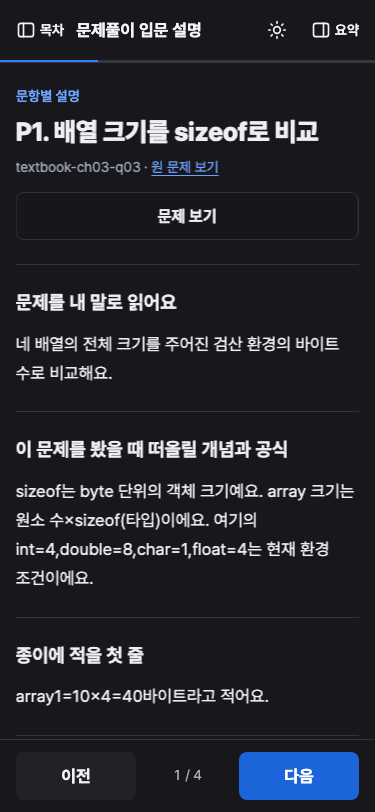 목차 문제풀이 입문 설명 요약
문항별 설명
P1. 배열 크기를 sizeof로 비교
textbook-ch03-q03 · 원 문제 보기
문제 보기
문제를 내 말로 읽어요
네 배열의 전체 크기를 주어진 검산 환경의 바이트
수로 비교해요.
이 문제를 봤을 때 떠올릴 개념과 공식
sizeof는 byte 단위의 객체 크기예요. array 크기는
원소 수×sizeof(타입)이에요. 여기의
int=4,double=8,char=1,float=4는 현재 환경
조건이에요.
종이에 적을 첫 줄
array1=10×4=40바이트라고 적어요.
이전 1 / 4 다음